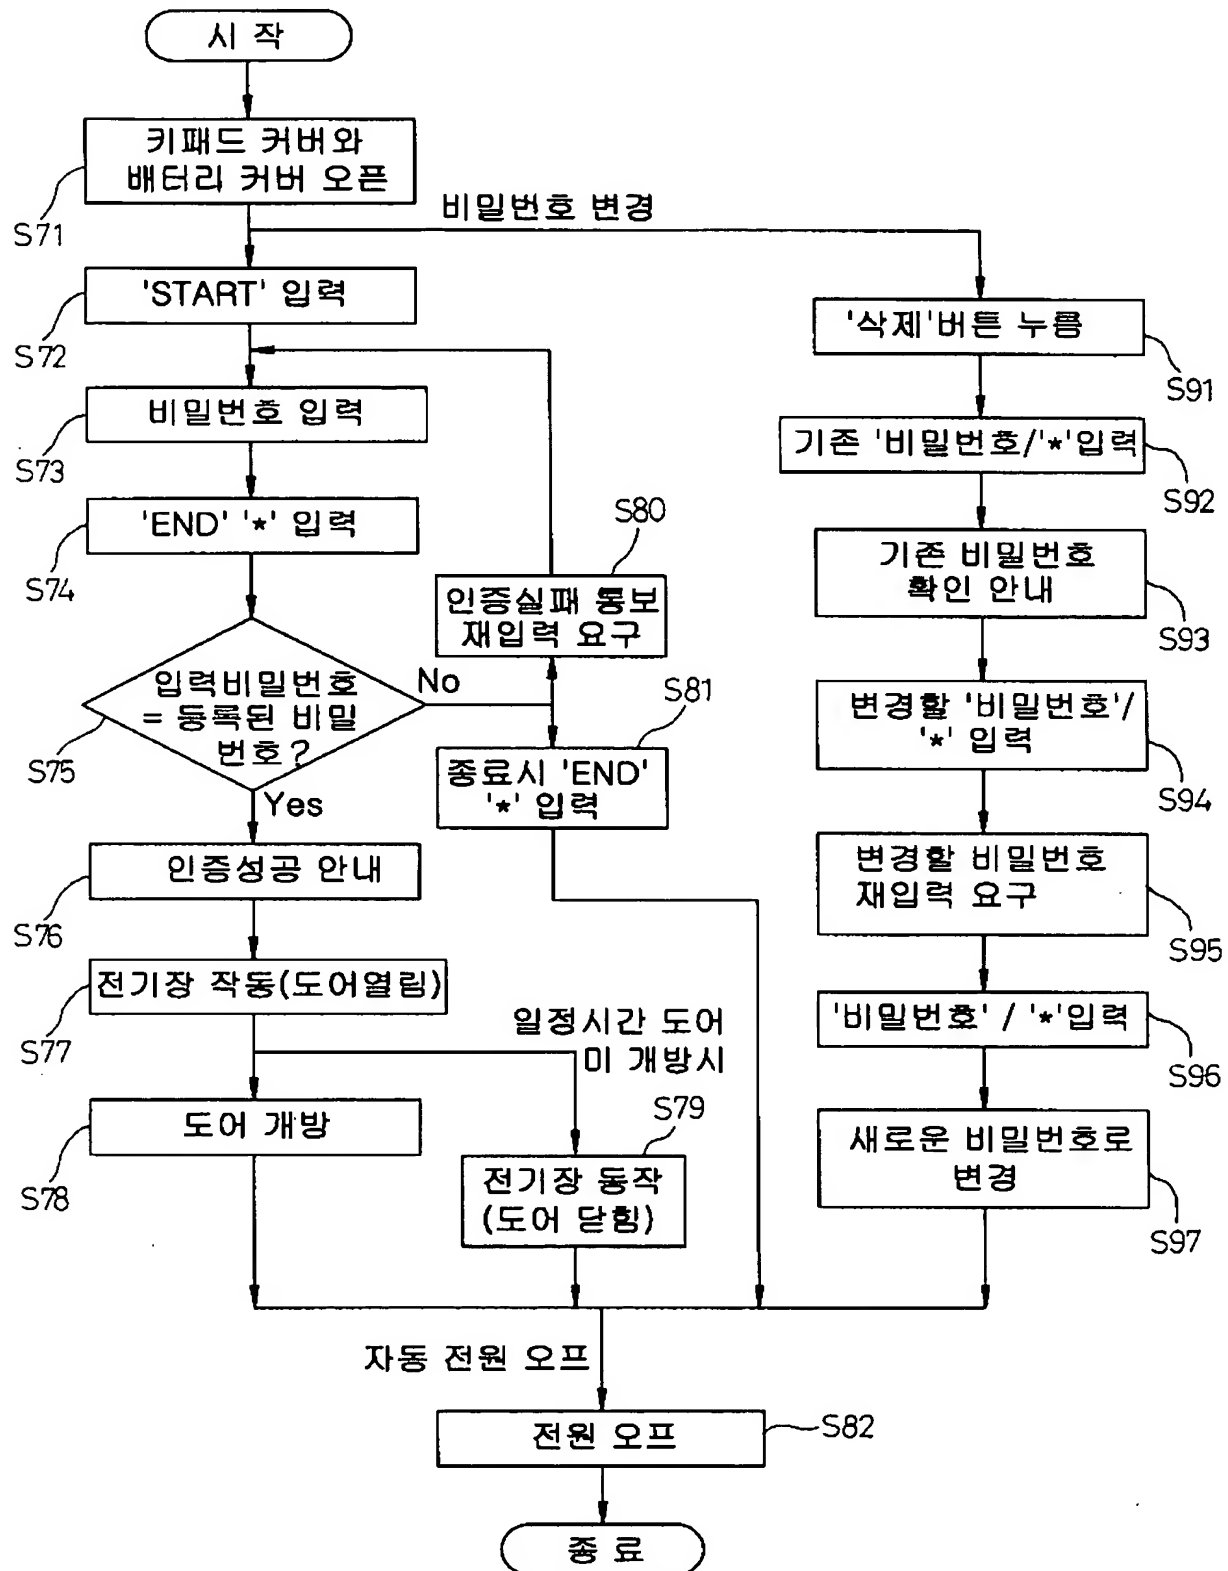 시 작
키패드 커버와
배터리 커버 오픈
S71
비밀번호 변경
'START' 입력
S72
비밀번호 입력
S73
'END' '*' 입력
S74
입력비밀번호
= 등록된 비밀
번호?
S75
No
Yes
S80
인증실패 통보
재입력 요구
S81
종료시 'END'
'*' 입력
인증성공 안내
S76
전기장 작동(도어열림)
S77
일정시간 도어
미 개방시
도어 개방
S78
S79
전기장 동작
(도어 닫힘)
'삭제'버튼 누름
S91
기존 '비밀번호/'*'입력
S92
기존 비밀번호
확인 안내
S93
변경할 '비밀번호'/
'*' 입력
S94
변경할 비밀번호
재입력 요구
S95
'비밀번호' / '*'입력
S96
새로운 비밀번호로
변경
S97
자동 전원 오프
전원 오프
S82
종 료